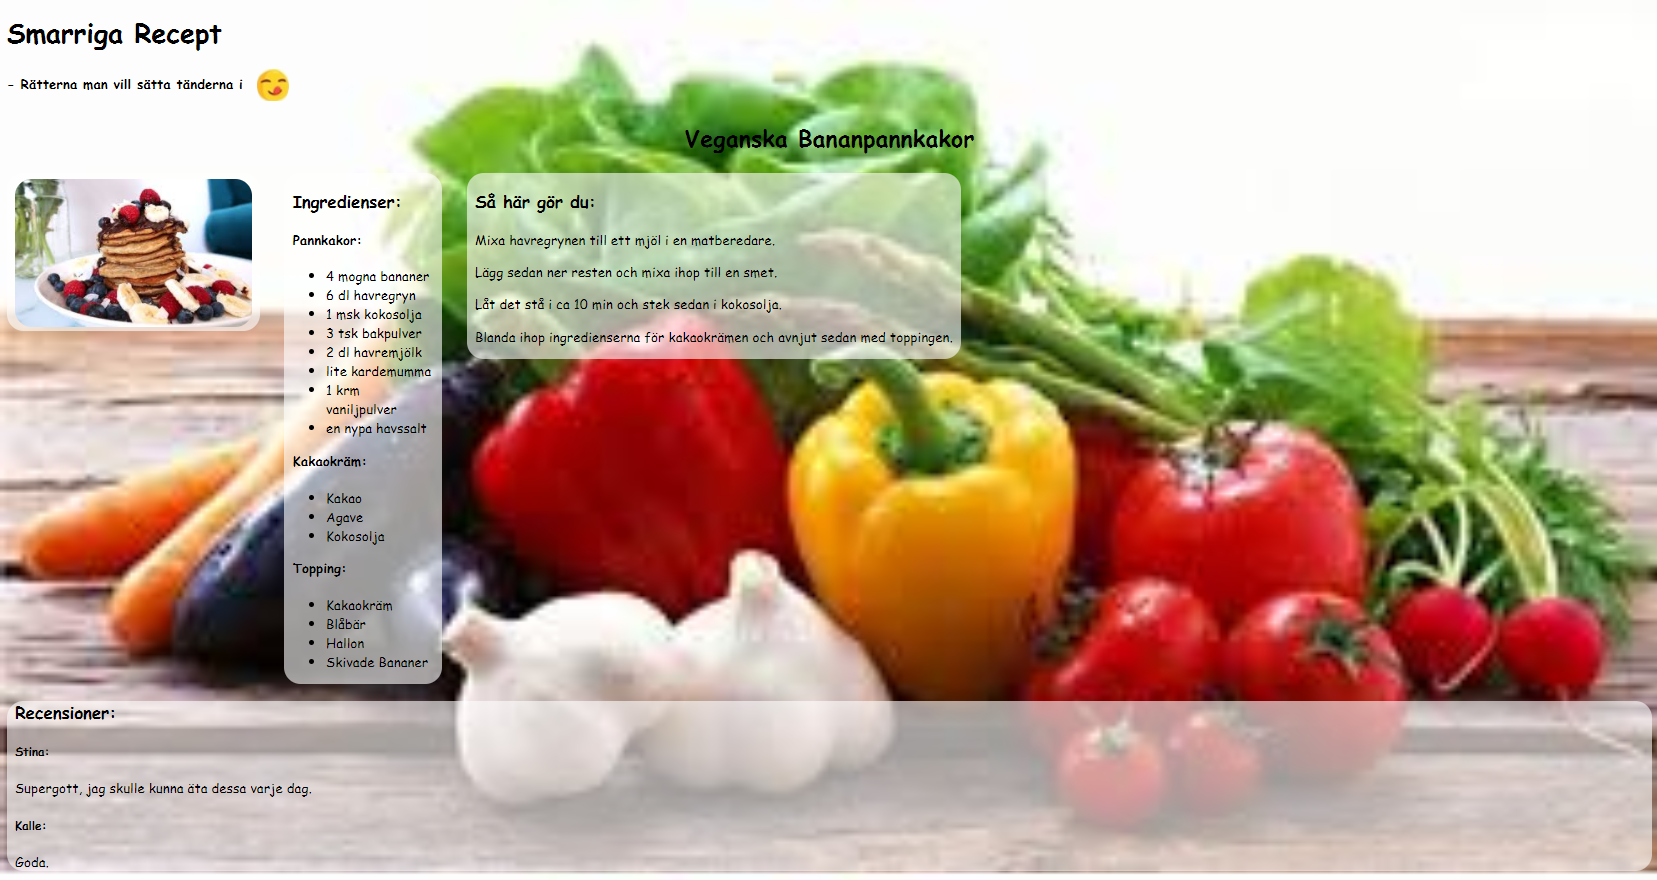 Smarriga Recept
- Rätterna man vill sätta tänderna i
Veganska Bananpannkakor
Ingredienser:
Pannkakor:
4 mogna bananer
6 dl havregryn
1 msk kokosolja
3 tsk bakpulver
2 dl havremjölk
lite kardemumma
1 krm
vaniljpulver
en nypa havssalt
Kakaokräm:
Kakao
Agave
Kokosolja
Topping:
Kakaokräm
Blåbär
Hallon
Skivade Bananer
Så här gör du:
Mixa havregrynen till ett mjöl i en matberedare.
Lägg sedan ner resten och mixa ihop till en smet.
Låt det stå i ca 10 min och stek sedan i kokosolja.
Blanda ihop ingredienserna för kakaokrämen och avnjut sedan med toppingen.
Recensioner:
Stina:
Supergott, jag skulle kunna äta dessa varje dag.
Kalle:
Goda.